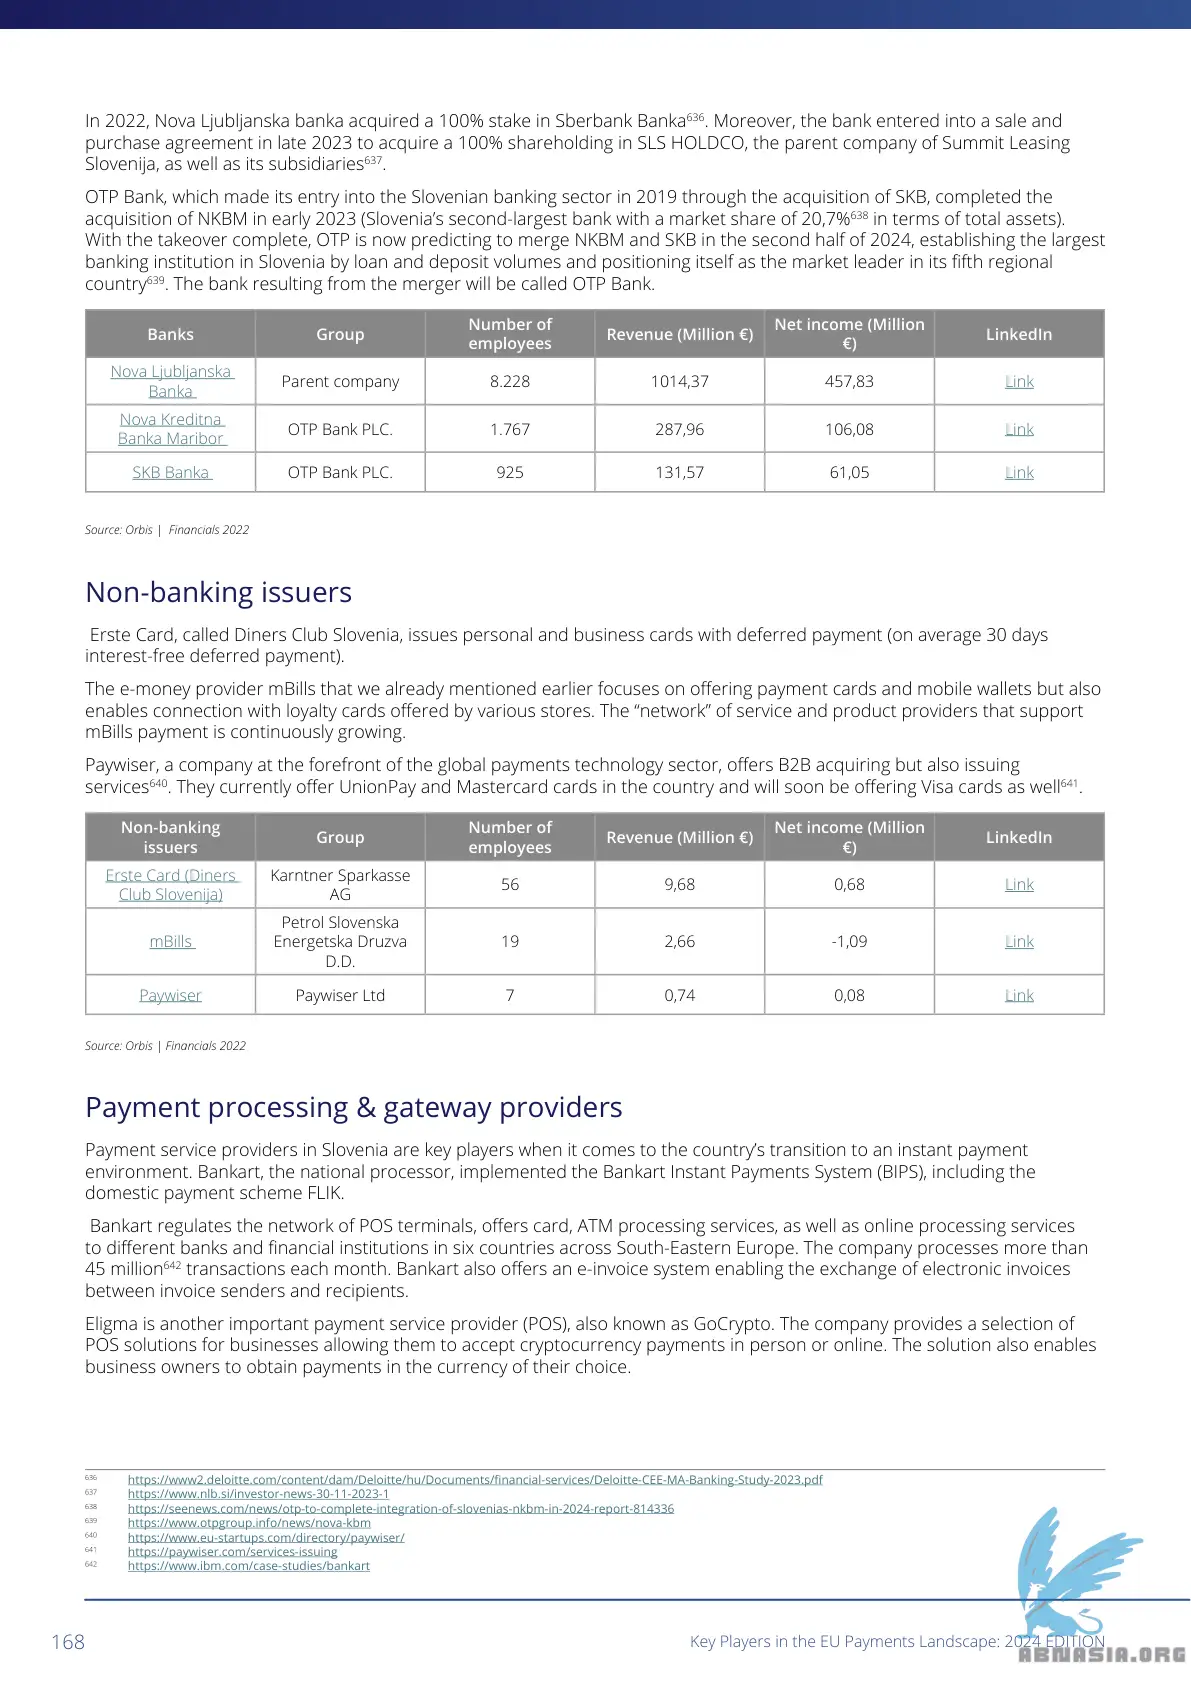 In 2022, Nova Ljubljanska banka acquired a 100% stake in Sberbank Banka636. Moreover, the bank entered into a sale and
purchase agreement in late 2023 to acquire a 100% shareholding in SLS HOLDCO, the parent company of Summit Leasing
Slovenija, as well as its subsidiaries637.
OTP Bank, which made its entry into the Slovenian banking sector in 2019 through the acquisition of SKB, completed the
acquisition of NKBM in early 2023 (Slovenia’s second-largest bank with a market share of 20,7%638 in terms of total assets).
With the takeover complete, OTP is now predicting to merge NKBM and SKB in the second half of 2024, establishing the largest
banking institution in Slovenia by loan and deposit volumes and positioning itself as the market leader in its fifth regional
country639. The bank resulting from the merger will be called OTP Bank.
Banks Group Number of employees Revenue (Million €) Net income (Million €) LinkedIn
Nova Ljubljanska Banka Parent company 8.228 1014,37 457,83 Link
Nova Kreditna Banka Maribor OTP Bank PLC. 1.767 287,96 106,08 Link
SKB Banka OTP Bank PLC. 925 131,57 61,05 Link
Source: Orbis | Financials 2022
Non-banking issuers
Erste Card, called Diners Club Slovenia, issues personal and business cards with deferred payment (on average 30 days
interest-free deferred payment).
The e-money provider mBills that we already mentioned earlier focuses on offering payment cards and mobile wallets but also
enables connection with loyalty cards offered by various stores. The “network” of service and product providers that support
mBills payment is continuously growing.
Paywiser, a company at the forefront of the global payments technology sector, offers B2B acquiring but also issuing
services640. They currently offer UnionPay and Mastercard cards in the country and will soon be offering Visa cards as well641.
Non-banking issuers Group Number of employees Revenue (Million €) Net income (Million €) LinkedIn
Erste Card (Diners Club Slovenija) Karntner Sparkasse AG 56 9,68 0,68 Link
mBills Petrol Slovenska Energetska Druzva D.D. 19 2,66 -1,09 Link
Paywiser Paywiser Ltd 7 0,74 0,08 Link
Source: Orbis | Financials 2022
Payment processing & gateway providers
Payment service providers in Slovenia are key players when it comes to the country’s transition to an instant payment
environment. Bankart, the national processor, implemented the Bankart Instant Payments System (BIPS), including the
domestic payment scheme FLIK.
Bankart regulates the network of POS terminals, offers card, ATM processing services, as well as online processing services
to different banks and financial institutions in six countries across South-Eastern Europe. The company processes more than
45 million642 transactions each month. Bankart also offers an e-invoice system enabling the exchange of electronic invoices
between invoice senders and recipients.
Eligma is another important payment service provider (POS), also known as GoCrypto. The company provides a selection of
POS solutions for businesses allowing them to accept cryptocurrency payments in person or online. The solution also enables
business owners to obtain payments in the currency of their choice.
636 https://www2.deloitte.com/content/dam/Deloitte/hu/Documents/financial-services/Deloitte-CEE-MA-Banking-Study-2023.pdf
637 https://www.nlb.si/investor-news-30-11-2023-1
638 https://seenews.com/news/otp-to-complete-integration-of-slovenias-nkbm-in-2024-report-814336
639 https://www.otpgroup.info/news/nova-kbm
640 https://www.eu-startups.com/directory/paywiser/
641 https://paywiser.com/services-issuing
642 https://www.ibm.com/case-studies/bankart
168 Key Players in the EU Payments Landscape: 2024 EDITION
ABNASIA.ORG